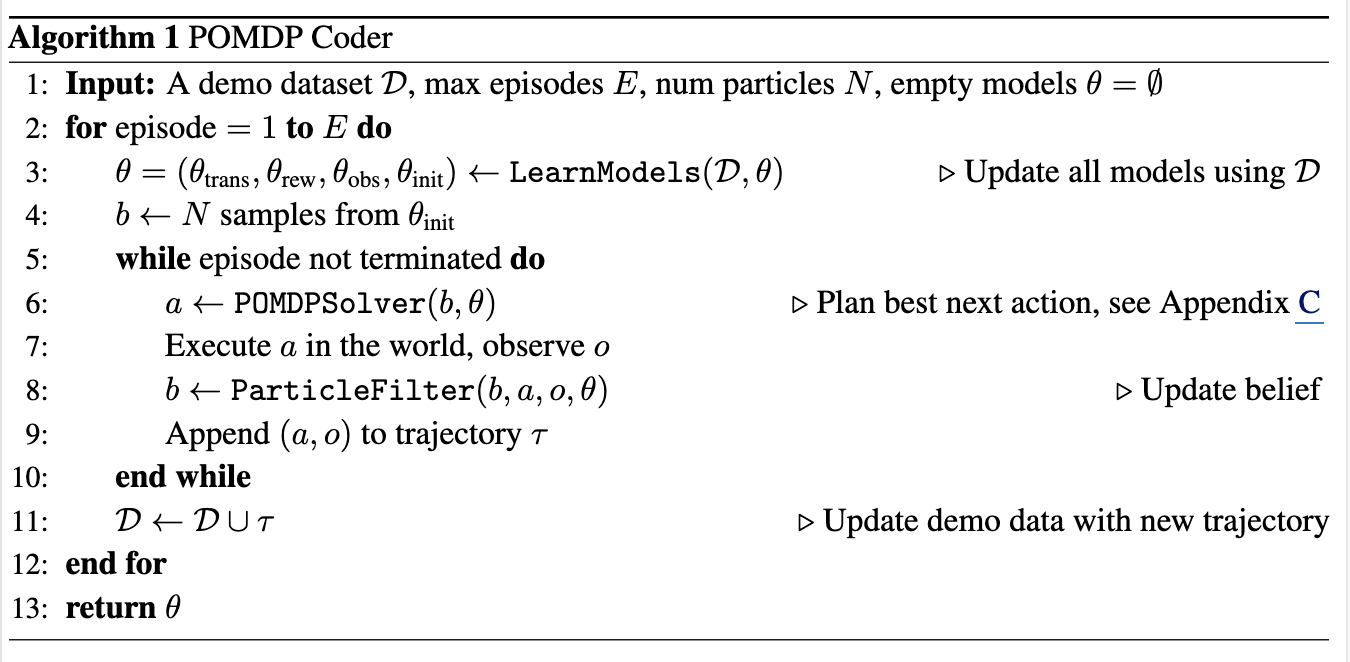 Algorithm 1 POMDP Coder
1: Input: A demo dataset 𝒟, max episodes E, num particles N, empty models θ = ∅
2: for episode = 1 to E do
3: θ = (θ_trans, θ_rew, θ_obs, θ_init) ← LearnModels(𝒟, θ) ▷ Update all models using 𝒟
4: b ← N samples from θ_init
5: while episode not terminated do
6: a ← POMDPSolver(b, θ) ▷ Plan best next action, see Appendix C
7: Execute a in the world, observe o
8: b ← ParticleFilter(b, a, o, θ) ▷ Update belief
9: Append (a, o) to trajectory τ
10: end while
11: 𝒟 ← 𝒟 ∪ τ ▷ Update demo data with new trajectory
12: end for
13: return θ